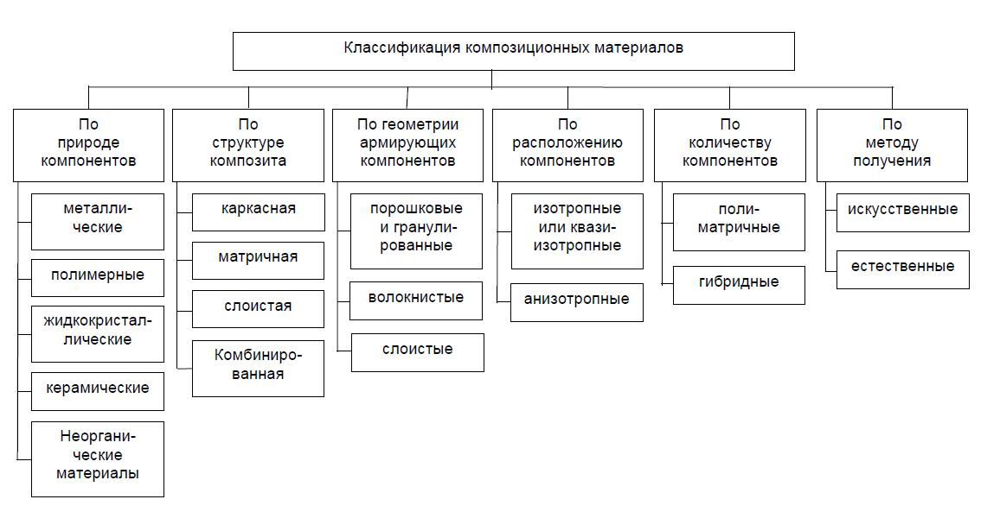 Классификация композиционных материалов
По
природе
компонентов
металли-
ческие
полимерные
жидкокристал-
лические
керамические
Неоргани-
ческие
материалы
По
структуре
композита
каркасная
матричная
слоистая
Комбиниро-
ванная
По геометрии
армирующих
компонентов
порошковые
и гранули-
рованные
волокнистые
слоистые
По
расположению
компонентов
изотропные
или квази-
изотропные
анизотропные
По
количеству
компонентов
поли-
матричные
гибридные
По
методу
получения
искусственные
естественные